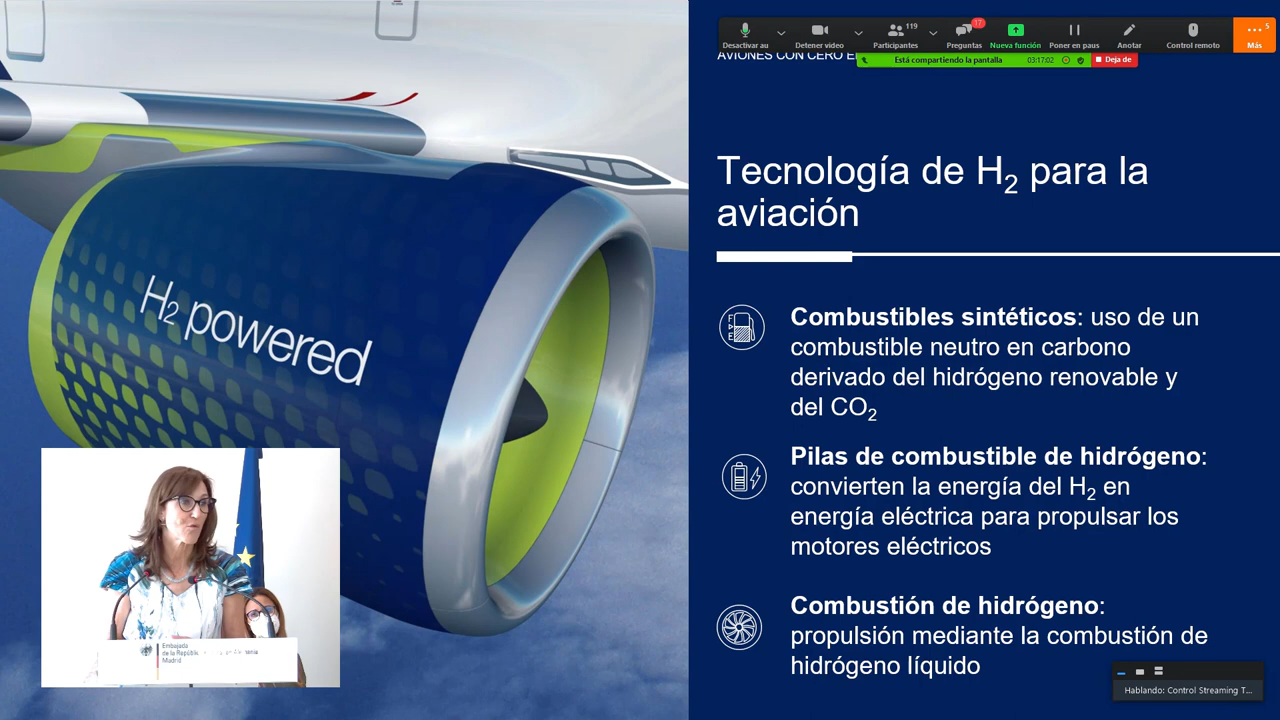 119
17
5
Desactivar au
Detener video
Participantes
Preguntas
Nueva función
Poner en paus
Anotar
Control remoto
Más
AVIONES CON CERO E
Está compartiendo la pantalla
03:17:02
Deja de
Tecnología de H2 para la
aviación
H2 powered
F
E
Combustibles sintéticos: uso de un
combustible neutro en carbono
derivado del hidrógeno renovable y
del CO2
Pilas de combustible de hidrógeno:
convierten la energía del H2 en
energía eléctrica para propulsar los
motores eléctricos
Combustión de hidrógeno:
propulsión mediante la combustión de
hidrógeno líquido
Embajada
de la
Madrid
Hablando: Control Streaming T...